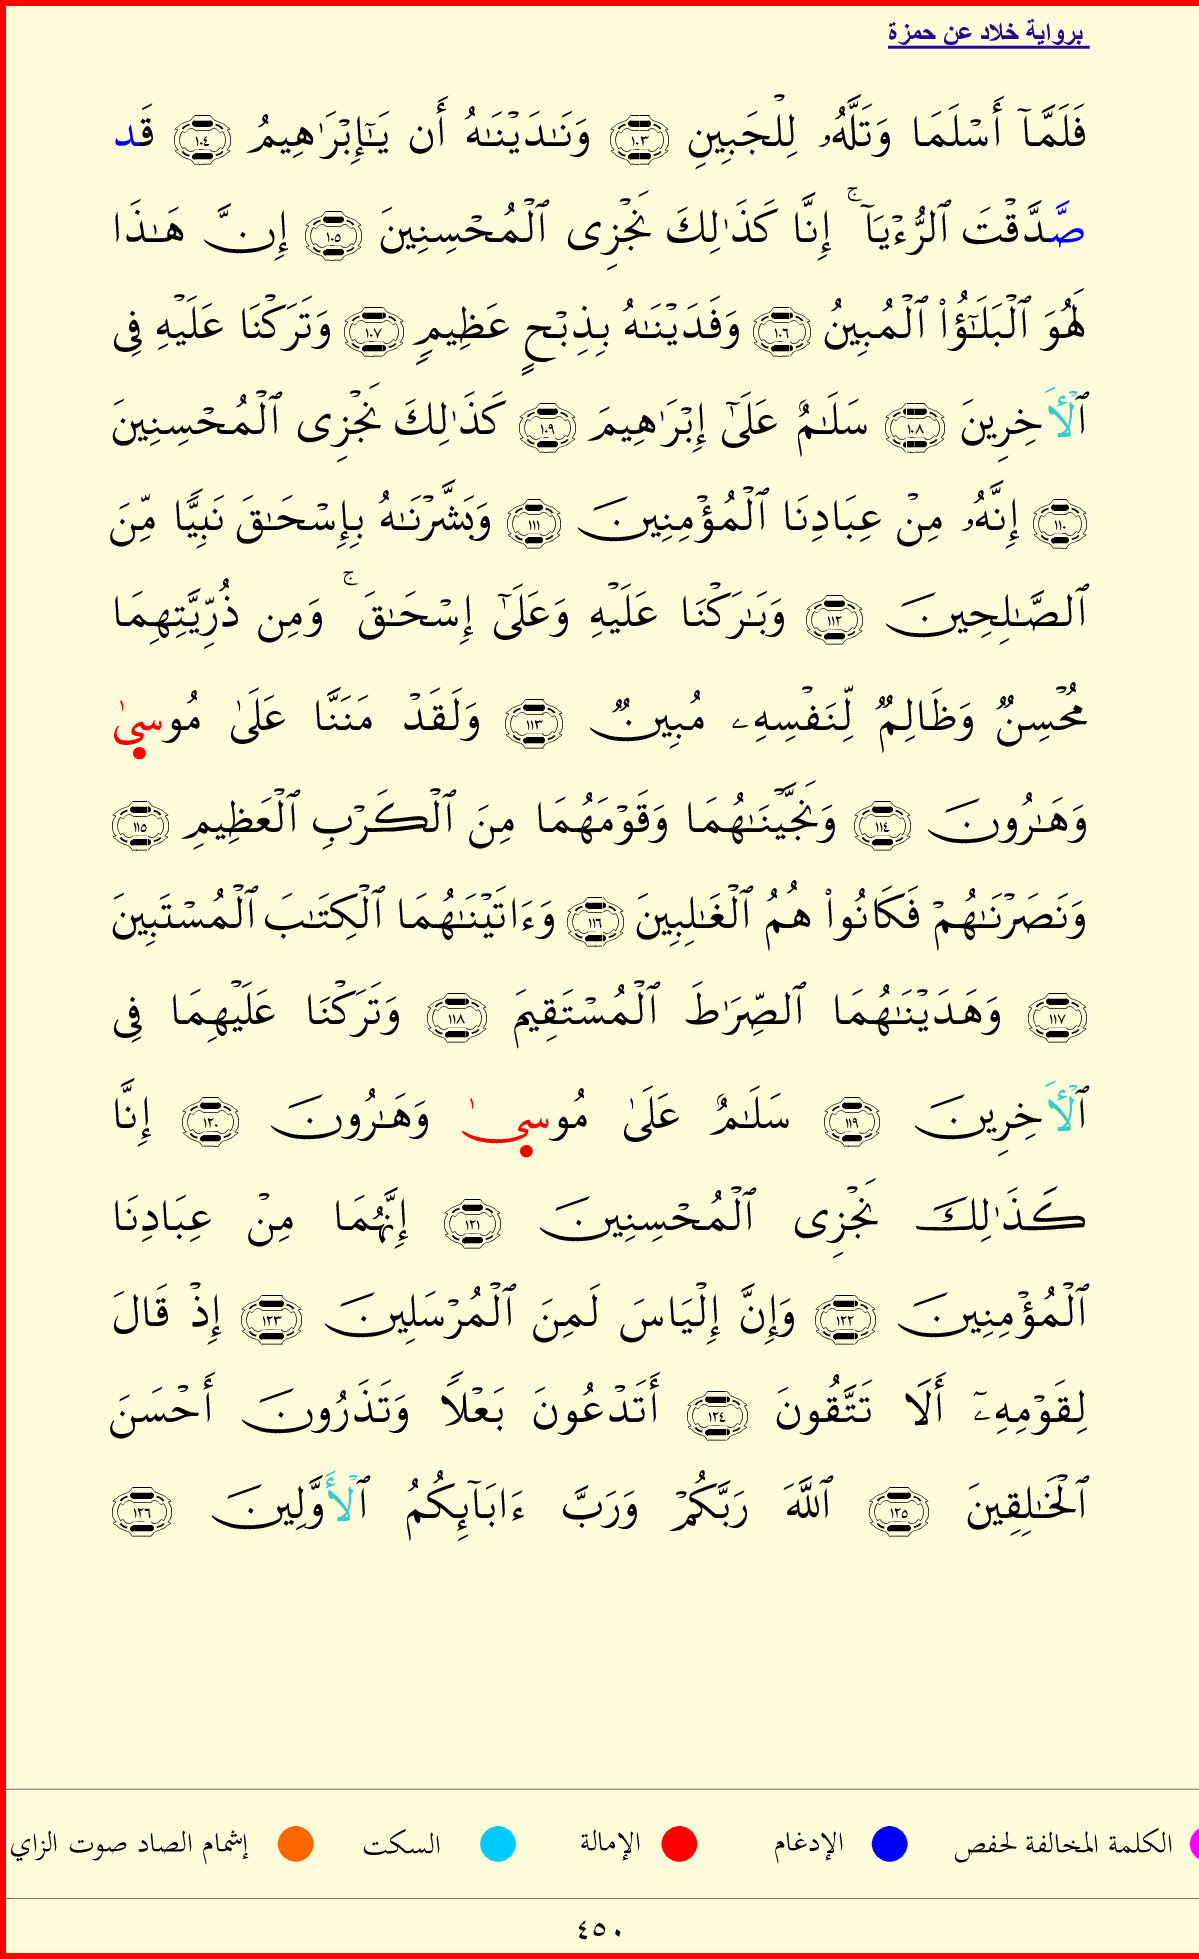 برواية خلاد عن حمزة
فَلَمَّآ أَسْلَمَا وَتَلَّهُۥ لِلْجَبِينِ ١٠٣ وَنَـٰدَيْنَـٰهُ أَن يَـٰٓإِبْرَٰهِيمُ ١٠٤ قَد
صَّدَّقْتَ ٱلرُّءْيَآ ۚ إِنَّا كَذَٰلِكَ نَجْزِى ٱلْمُحْسِنِينَ ١٠٥ إِنَّ هَـٰذَا
لَهُوَ ٱلْبَلَـٰٓؤُا۟ ٱلْمُبِينُ ١٠٦ وَفَدَيْنَـٰهُ بِذِبْحٍ عَظِيمٍ ١٠٧ وَتَرَكْنَا عَلَيْهِ فِى
ٱلْأَخِرِينَ ١٠٨ سَلَـٰمٌ عَلَىٰٓ إِبْرَٰهِيمَ ١٠٩ كَذَٰلِكَ نَجْزِى ٱلْمُحْسِنِينَ
١١٠ إِنَّهُۥ مِنْ عِبَادِنَا ٱلْمُؤْمِنِينَ ١١١ وَبَشَّرْنَـٰهُ بِإِسْحَـٰقَ نَبِيًّا مِّنَ
ٱلصَّـٰلِحِينَ ١١٢ وَبَـٰرَكْنَا عَلَيْهِ وَعَلَىٰٓ إِسْحَـٰقَ ۚ وَمِن ذُرِّيَّتِهِمَا
مُحْسِنٌ وَظَالِمٌ لِّنَفْسِهِۦ مُبِينٌ ١١٣ وَلَقَدْ مَنَنَّا عَلَىٰ مُوسَىٰ
وَهَـٰرُونَ ١١٤ وَنَجَّيْنَـٰهُمَا وَقَوْمَهُمَا مِنَ ٱلْكَرْبِ ٱلْعَظِيمِ ١١٥
وَنَصَرْنَـٰهُمْ فَكَانُوا۟ هُمُ ٱلْغَـٰلِبِينَ ١١٦ وَءَاتَيْنَـٰهُمَا ٱلْكِتَـٰبَ ٱلْمُسْتَبِينَ
١١٧ وَهَدَيْنَـٰهُمَا ٱلصِّرَٰطَ ٱلْمُسْتَقِيمَ ١١٨ وَتَرَكْنَا عَلَيْهِمَا فِى
ٱلْأَخِرِينَ ١١٩ سَلَـٰمٌ عَلَىٰ مُوسَىٰ وَهَـٰرُونَ ١٢٠ إِنَّا
كَذَٰلِكَ نَجْزِى ٱلْمُحْسِنِينَ ١٢١ إِنَّهُمَا مِنْ عِبَادِنَا
ٱلْمُؤْمِنِينَ ١٢٢ وَإِنَّ إِلْيَاسَ لَمِنَ ٱلْمُرْسَلِينَ ١٢٣ إِذْ قَالَ
لِقَوْمِهِۦٓ أَلَا تَتَّقُونَ ١٢٤ أَتَدْعُونَ بَعْلًا وَتَذَرُونَ أَحْسَنَ
ٱلْخَـٰلِقِينَ ١٢٥ ٱللَّهَ رَبَّكُمْ وَرَبَّ ءَابَآئِكُمُ ٱلْأَوَّلِينَ ١٢٦
الكلمة المخالفة لحفص الإدغام الإمالة السكت إشمام الصاد صوت الزاي
٤٥٠